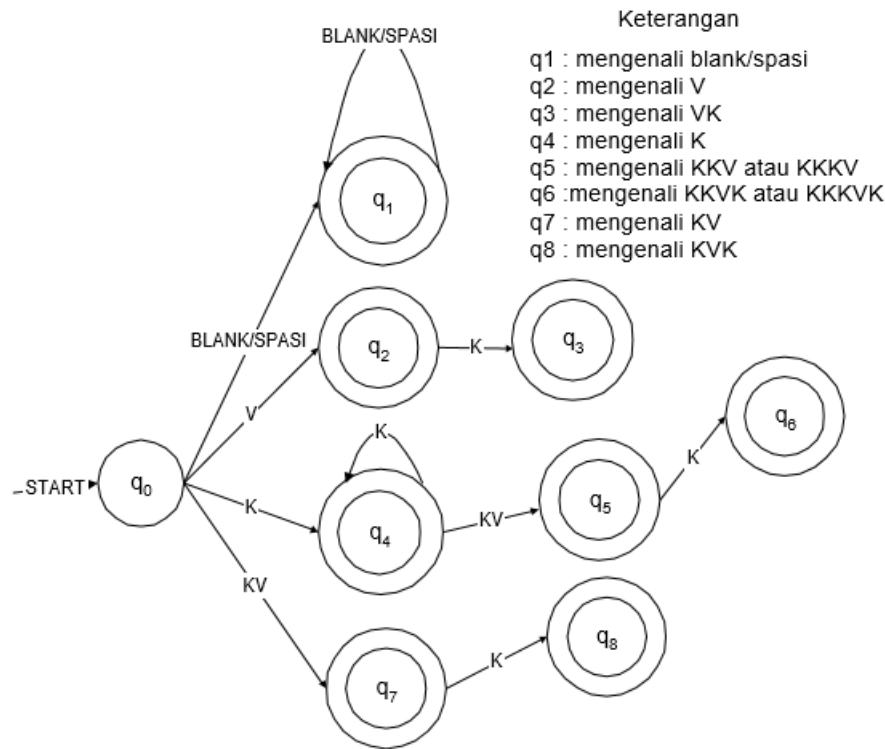 Keterangan
q1 : mengenali blank/spasi
q2 : mengenali V
q3 : mengenali VK
q4 : mengenali K
q5 : mengenali KKV atau KKKV
q6 :mengenali KKVK atau KKKVK
q7 : mengenali KV
q8 : mengenali KVK
BLANK/SPASI
q1
BLANK/SPASI
q2
K
q3
V
START
q0
K
K
q4
KV
q5
K
q6
KV
q7
K
q8